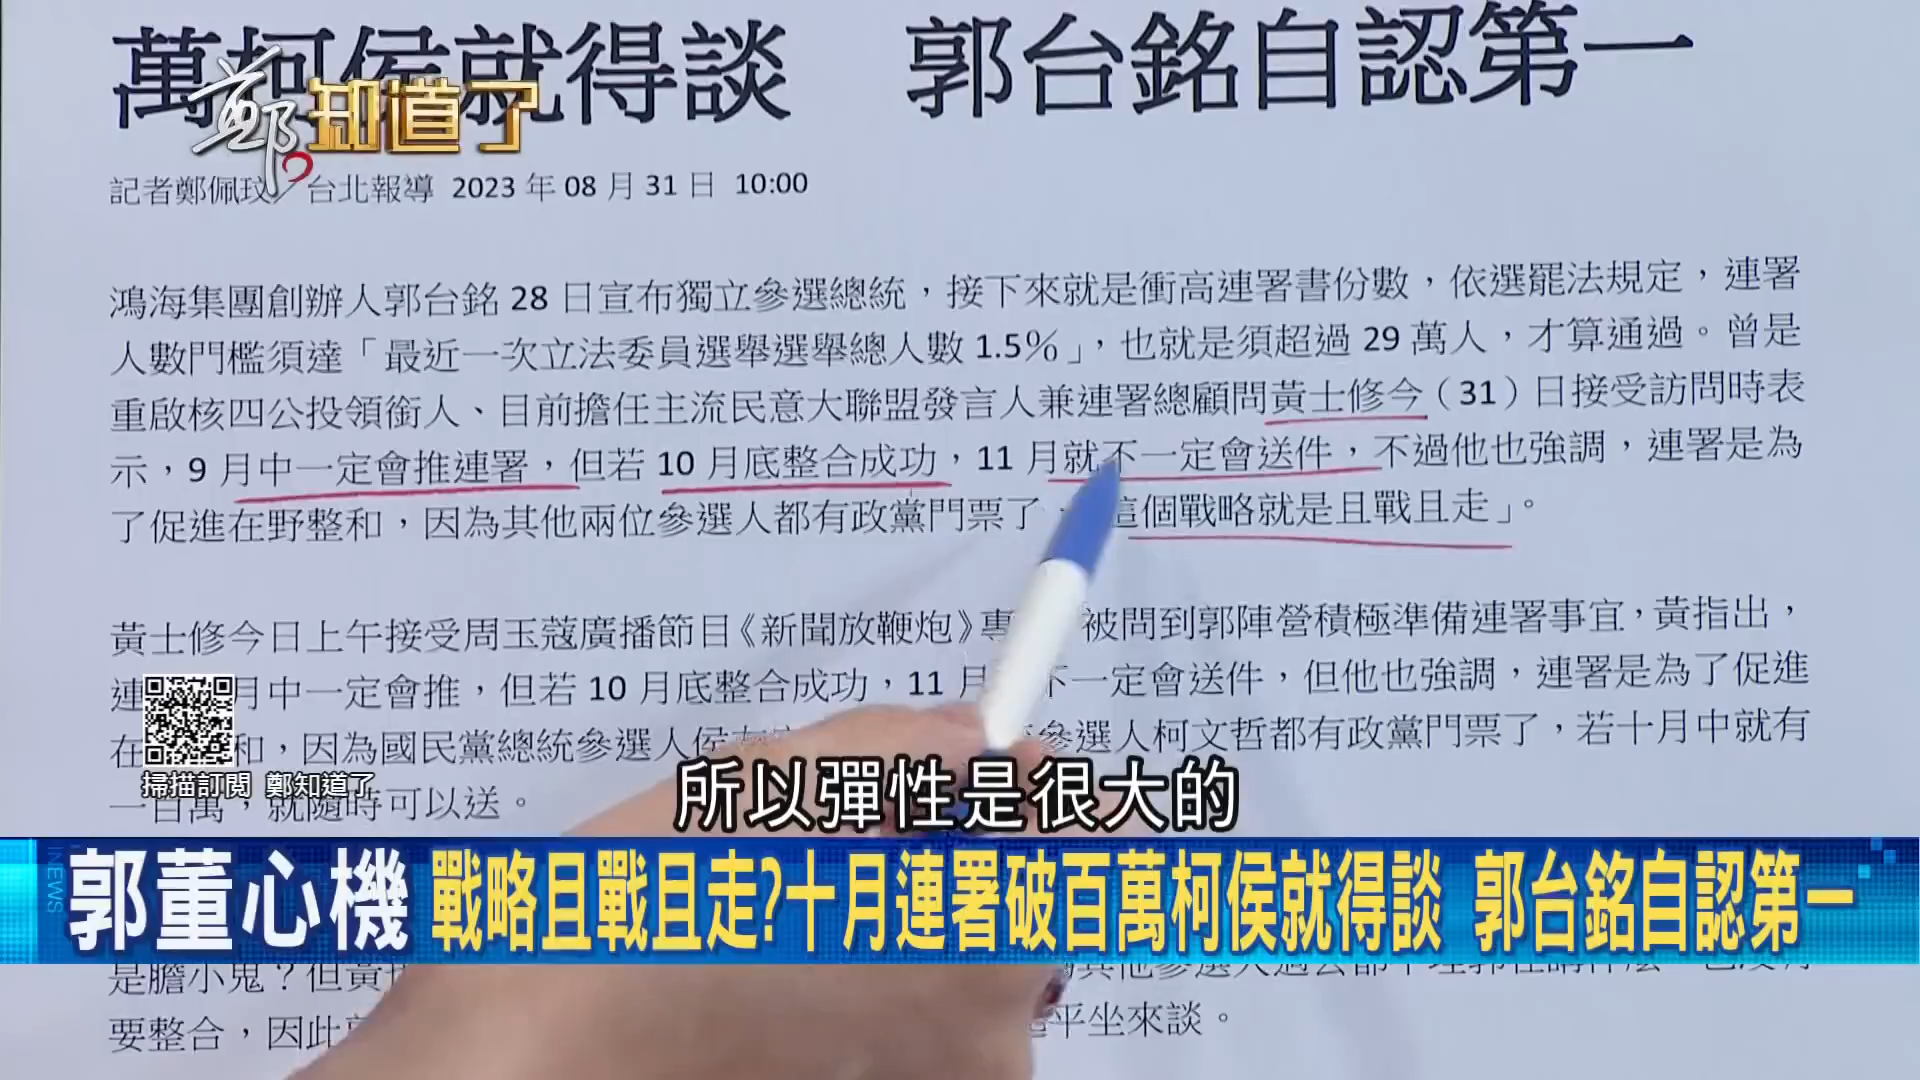 萬柯侯就得談 郭台銘自認第一
鄭知道了
記者鄭佩玟／台北報導 2023 年 08 月 31 日 10:00
鴻海集團創辦人郭台銘 28 日宣布獨立參選總統，接下來就是衝高連署書份數，依選罷法規定，連署
人數門檻須達「最近一次立法委員選舉選舉總人數 1.5%」，也就是須超過 29 萬人，才算通過。曾是
重啟核四公投領銜人、目前擔任主流民意大聯盟發言人兼連署總顧問黃士修今（31）日接受訪問時表
示，9 月中一定會推連署，但若 10 月底整合成功，11 月就不一定會送件，不過他也強調，連署是為
了促進在野整和，因為其他兩位參選人都有政黨門票了 這個戰略就是且戰且走」。
黃士修今日上午接受周玉蔻廣播節目《新聞放鞭炮》專 被問到郭陣營積極準備連署事宜，黃指出，
連 月中一定會推，但若 10 月底整合成功，11 月 不一定會送件，但他也強調，連署是為了促進
在 和，因為國民黨總統參選人侯 參選人柯文哲都有政黨門票了，若十月中就有
一百萬，就隨時可以送。
掃描訂閱 鄭知道了
所以彈性是很大的
NEWS
郭董心機 戰略且戰且走?十月連署破百萬柯侯就得談 郭台銘自認第一
是膽小鬼？但黃
要整合，因此 平坐來談。